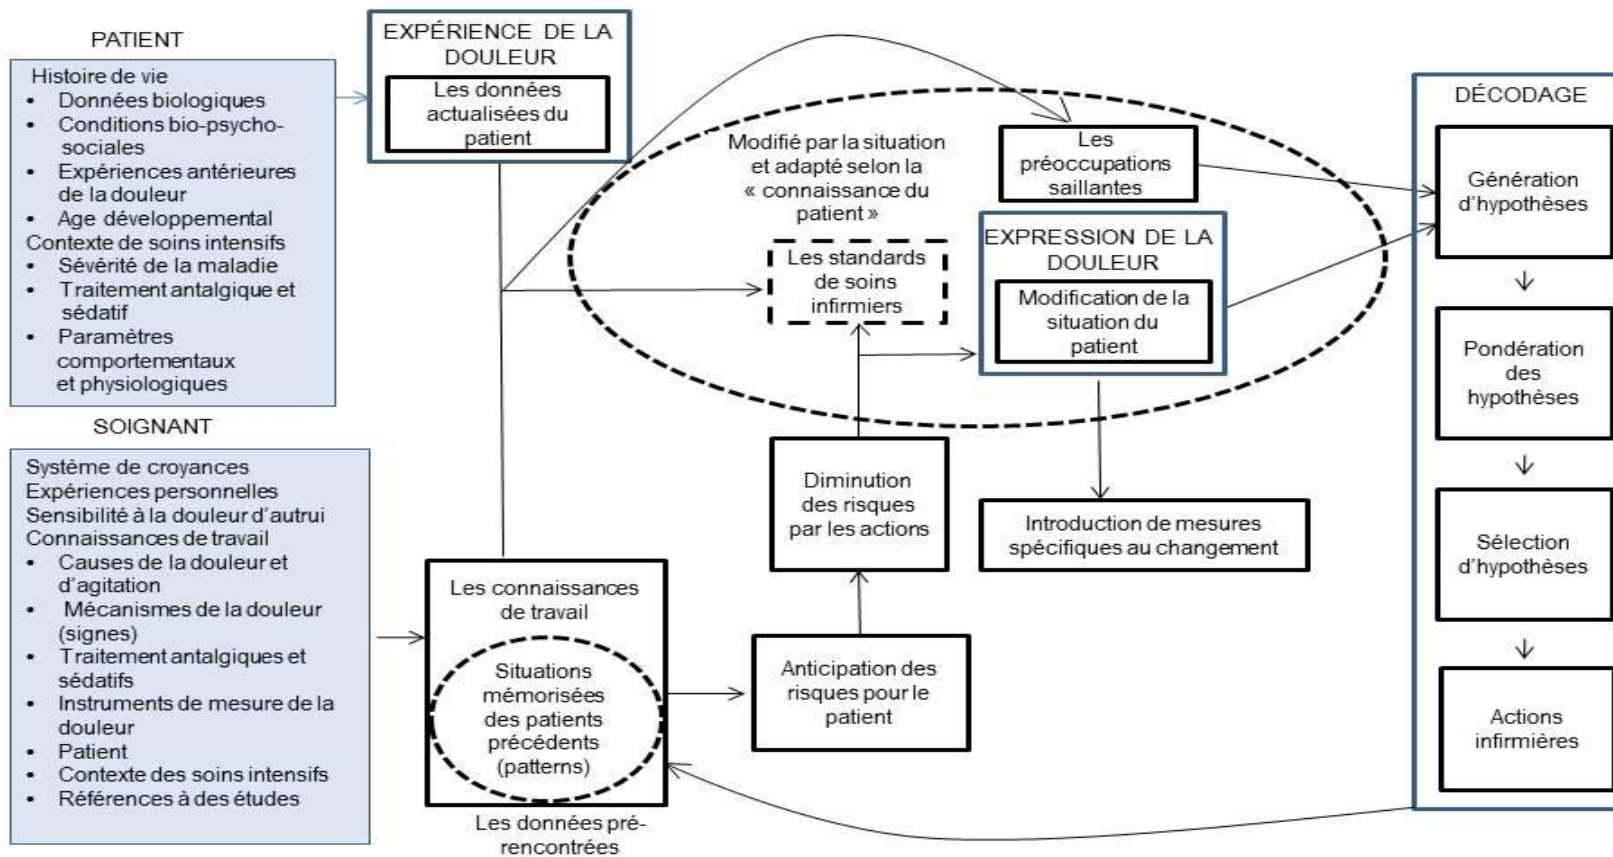 PATIENT
Histoire de vie
• Données biologiques
• Conditions bio-psycho-
sociales
• Expériences antérieures
de la douleur
• Age développemental
Contexte de soins intensifs
• Sévérité de la maladie
• Traitement antalgique et
sédatif
• Paramètres
comportementaux
et physiologiques
SOIGNANT
Système de croyances
Expériences personnelles
Sensibilité à la douleur d'autrui
Connaissances de travail
• Causes de la douleur et
d'agitation
• Mécanismes de la douleur
(signes)
• Traitement antalgiques et
sédatifs
• Instruments de mesure de la
douleur
• Patient
• Contexte des soins intensifs
• Références à des études
EXPÉRIENCE DE LA
DOULEUR
Les données
actualisées du
patient
Les connaissances
de travail
Situations
mémorisées
des patients
précédents
(patterns)
Les données pré-
rencontrées
Anticipation des
risques pour le
patient
Diminution
des risques
par les actions
Modifié par la situation
et adapté selon la
« connaissance du
patient »
Les standards
de soins
infirmiers
Les
préoccupations
saillantes
EXPRESSION DE LA
DOULEUR
Modification de la
situation du
patient
Introduction de mesures
spécifiques au changement
DÉCODAGE
Génération
d'hypothèses
Pondération
des
hypothèses
Sélection
d'hypothèses
Actions
infirmières